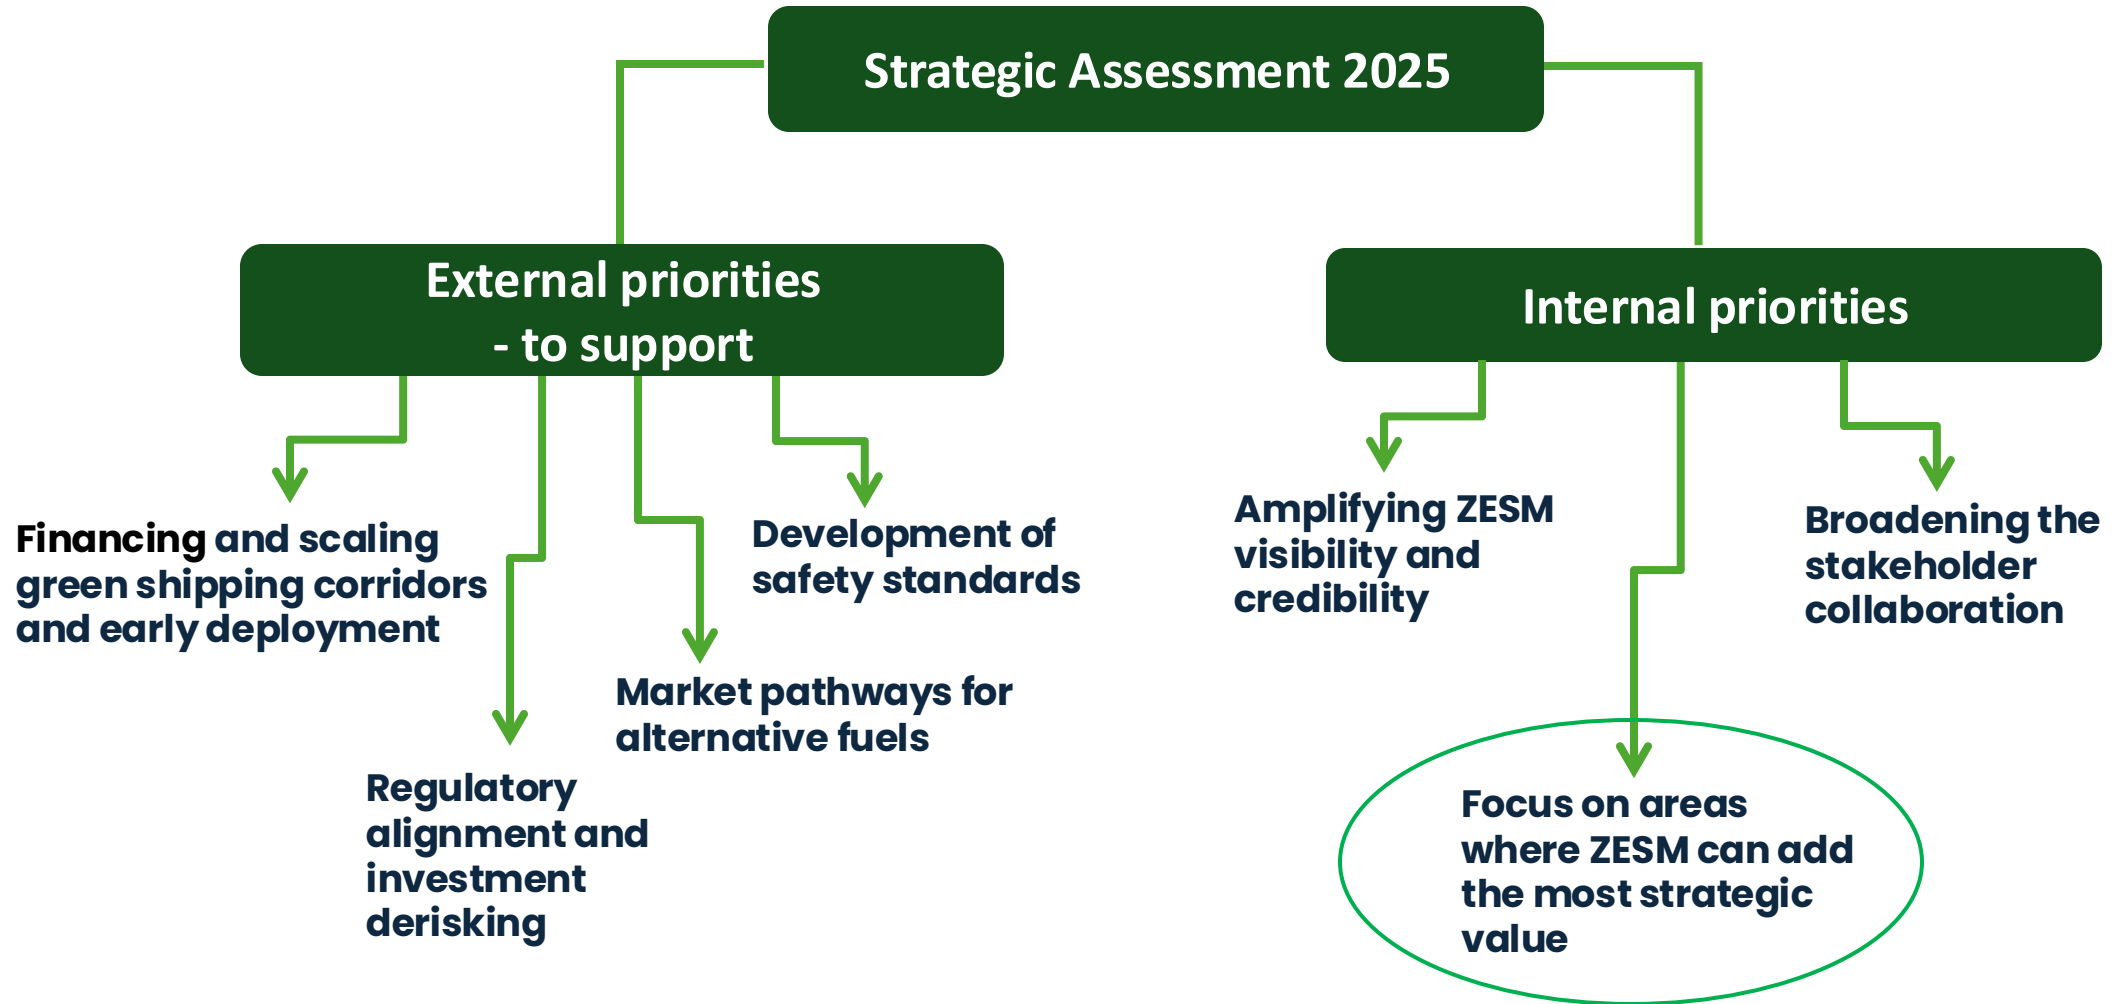 Strategic Assessment 2025
External priorities
- to support
Internal priorities
Financing and scaling
green shipping corridors
and early deployment
Regulatory
alignment and
investment
derisking
Market pathways for
alternative fuels
Development of
safety standards
Amplifying ZESM
visibility and
credibility
Focus on areas
where ZESM can add
the most strategic
value
Broadening the
stakeholder
collaboration